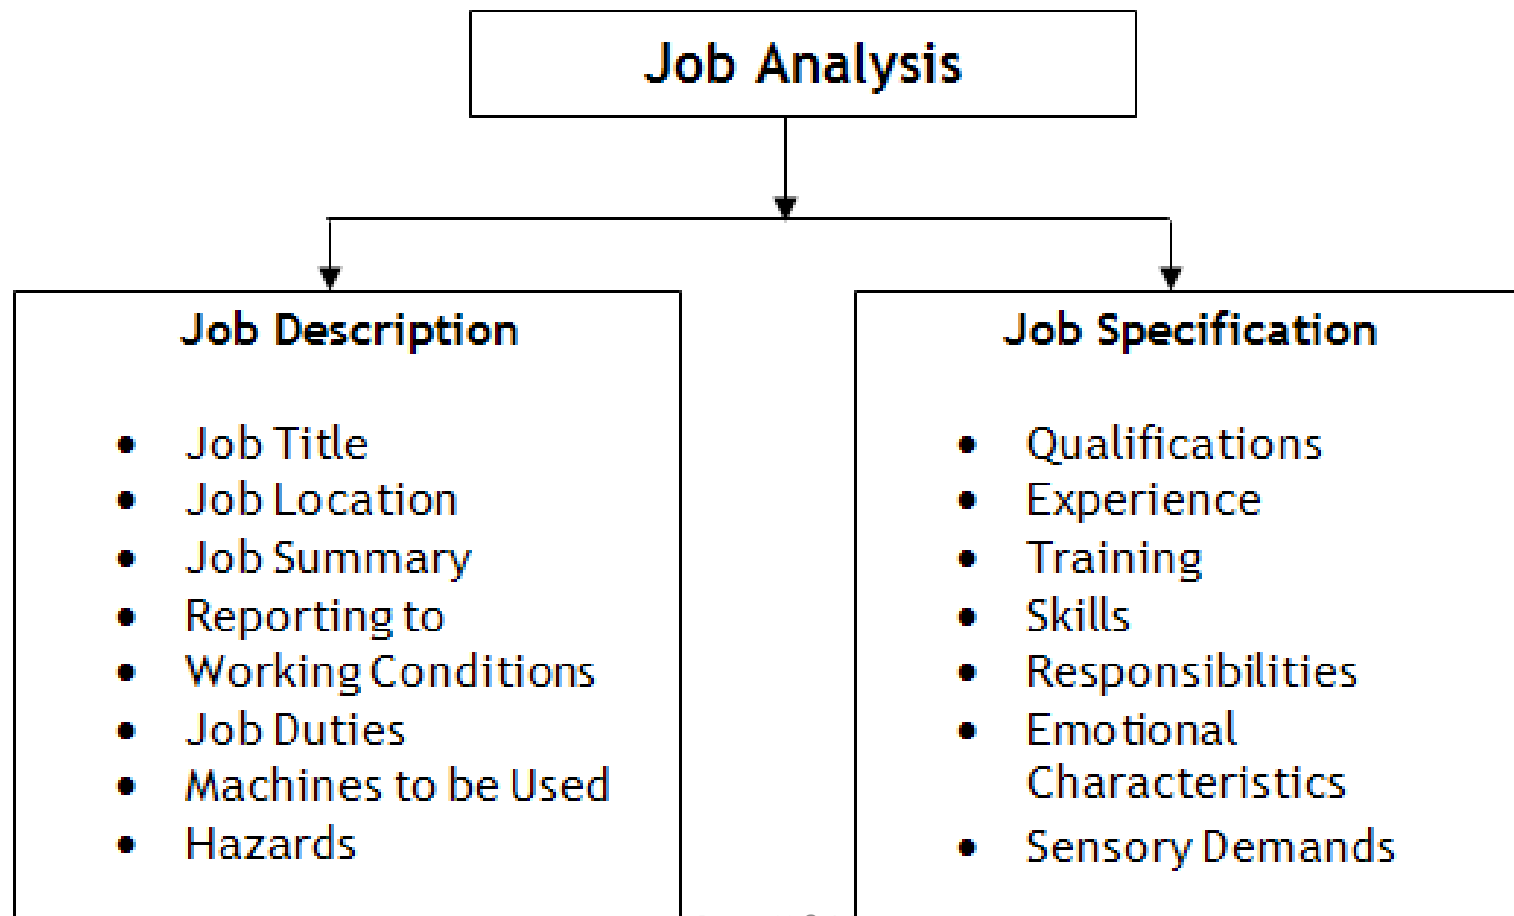 Job Analysis
Job Description
• Job Title
• Job Location
• Job Summary
• Reporting to
• Working Conditions
• Job Duties
• Machines to be Used
• Hazards
Job Specification
• Qualifications
• Experience
• Training
• Skills
• Responsibilities
• Emotional
Characteristics
• Sensory Demands